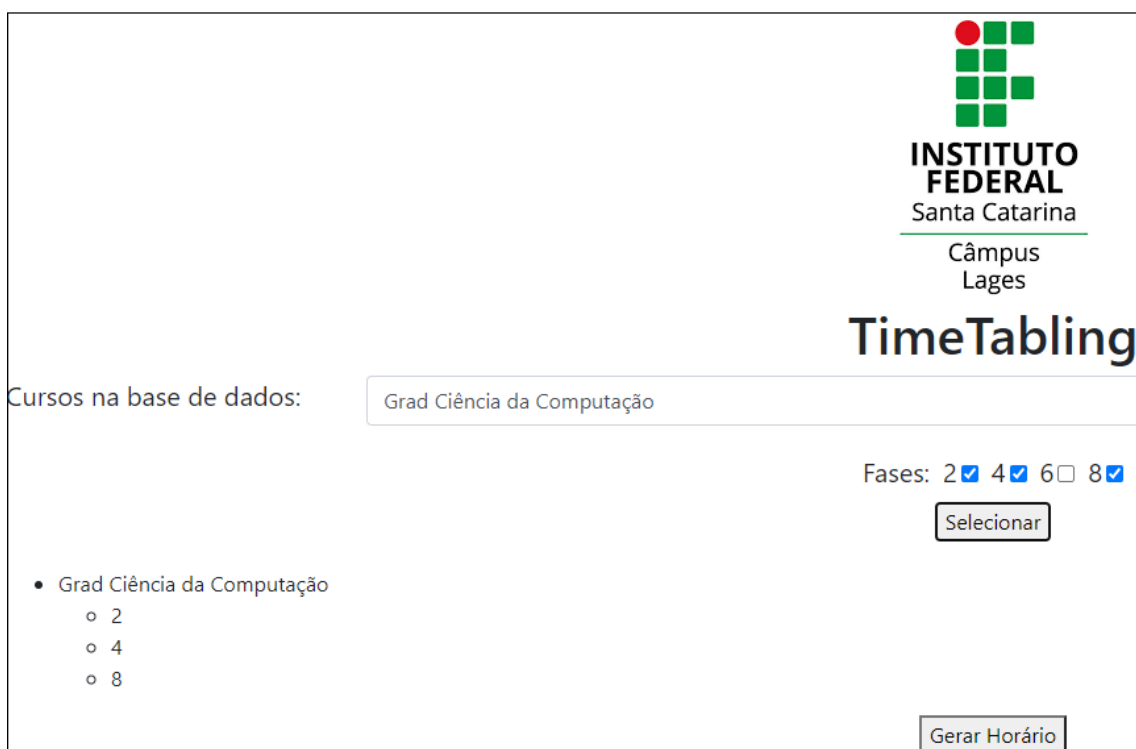 INSTITUTO
FEDERAL
Santa Catarina
Câmpus
Lages
TimeTabling
Cursos na base de dados: Grad Ciência da Computação
Fases: 2 4 6 8
Selecionar
Grad Ciência da Computação
2
4
8
Gerar Horário